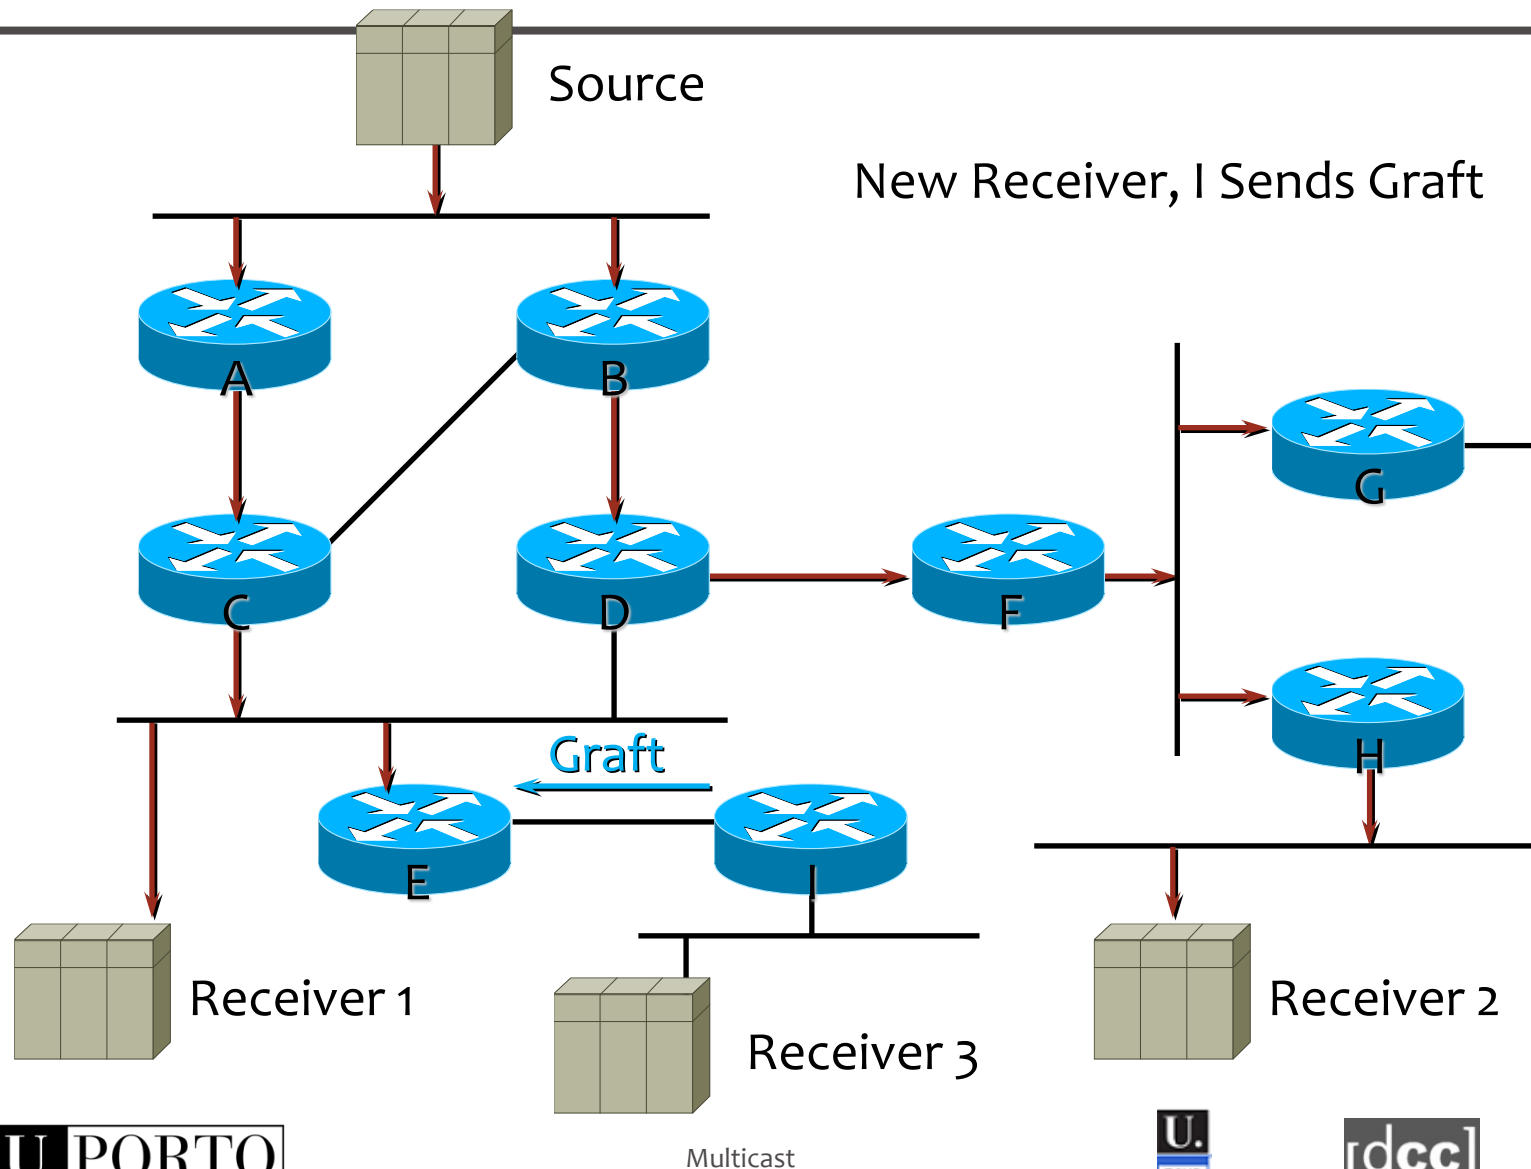 Source
New Receiver, I Sends Graft
A
B
G
C
D
F
H
Graft
E
I
Receiver 1
Receiver 2
Receiver 3
U.PORTO
Multicast
U.
[dcc]